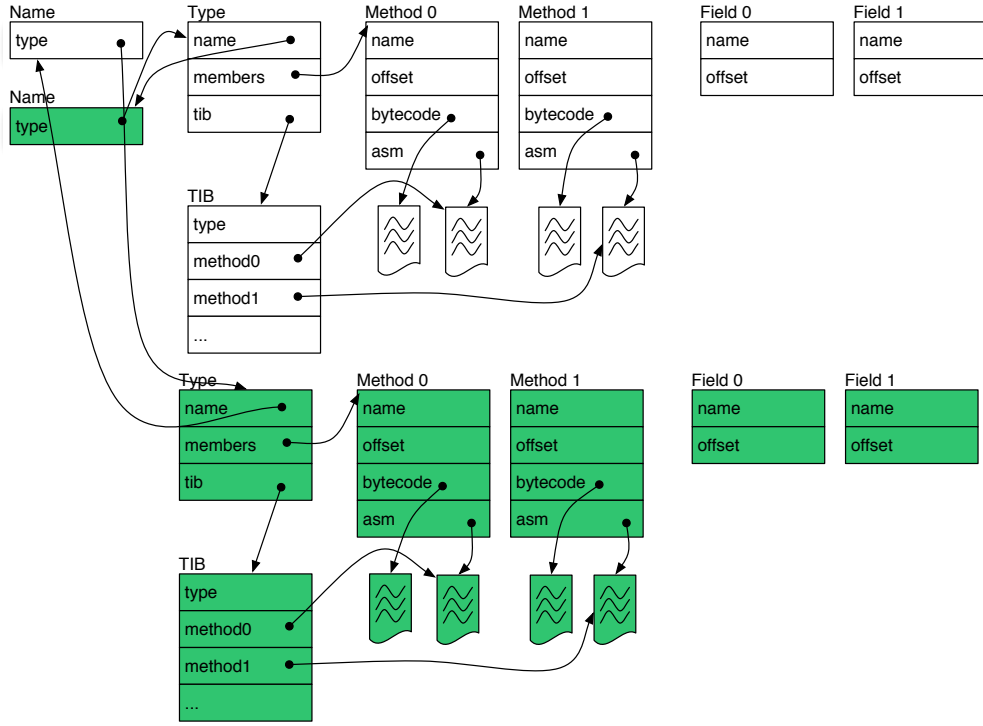 Name
type
Name
type
Type
name
members
tib
Method 0
name
offset
bytecode
asm
Method 1
name
offset
bytecode
asm
Field 0
name
offset
Field 1
name
offset
TIB
type
method0
method1
...
Type
name
members
tib
Method 0
name
offset
bytecode
asm
Method 1
name
offset
bytecode
asm
Field 0
name
offset
Field 1
name
offset
TIB
type
method0
method1
...